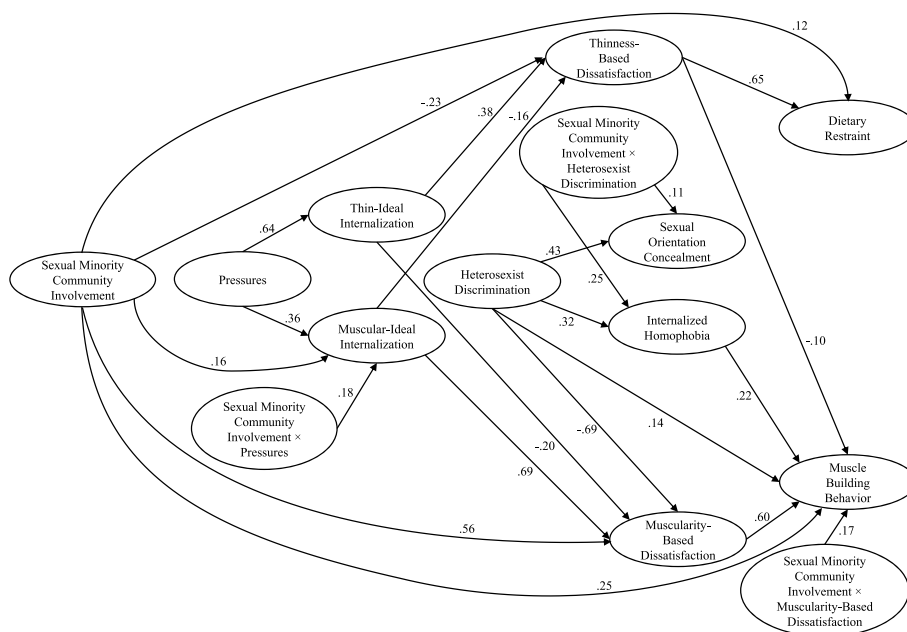 .12
Thinness-
Based
Dissatisfaction
-.23
.65
.38
-.16
Sexual Minority
Community
Involvement ×
Heterosexist
Discrimination
Dietary
Restraint
.11
Thin-Ideal
Internalization
.64
Sexual
Orientation
Concealment
.43
Sexual Minority
Community
Involvement
Pressures
Heterosexist
Discrimination
.25
.32
Internalized
Homophobia
.36
Muscular-Ideal
Internalization
-.10
.16
.18
.22
Sexual Minority
Community
Involvement ×
Pressures
-.69
.14
-.20
.69
Muscle
Building
Behavior
.56
Muscularity-
Based
Dissatisfaction
.60
.17
.25
Sexual Minority
Community
Involvement ×
Muscularity-Based
Dissatisfaction